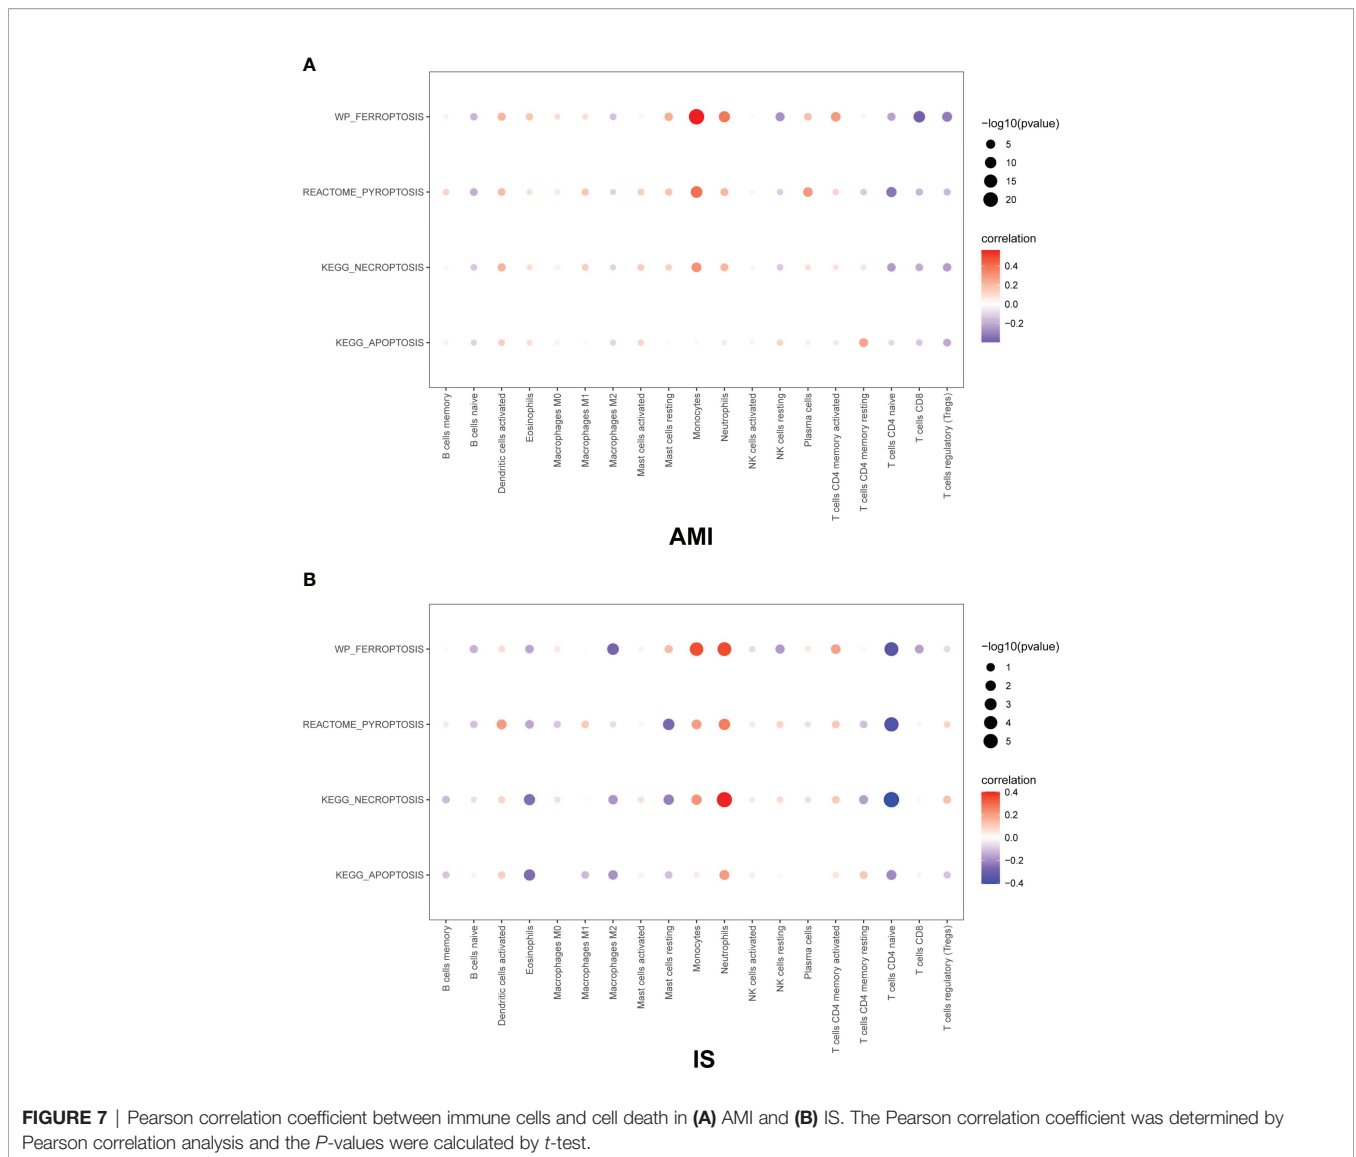 A
WP_FERROPTOSIS
REACTOME_PYROPTOSIS
KEGG_NECROPTOSIS
KEGG_APOPTOSIS
B cells memory
B cells naive
Dendritic cells activated
Eosinophils
Macrophages M0
Macrophages M1
Macrophages M2
Mast cells activated
Mast cells resting
Monocytes
Neutrophils
NK cells activated
NK cells resting
Plasma cells
T cells CD4 memory activated
T cells CD4 memory resting
T cells CD4 naive
T cells CD8
T cells regulatory (Tregs)
−log10(pvalue)
5
10
15
20
correlation
0.4
0.2
0.0
−0.2
AMI
B
WP_FERROPTOSIS
REACTOME_PYROPTOSIS
KEGG_NECROPTOSIS
KEGG_APOPTOSIS
B cells memory
B cells naive
Dendritic cells activated
Eosinophils
Macrophages M0
Macrophages M1
Macrophages M2
Mast cells activated
Mast cells resting
Monocytes
Neutrophils
NK cells activated
NK cells resting
Plasma cells
T cells CD4 memory activated
T cells CD4 memory resting
T cells CD4 naive
T cells CD8
T cells regulatory (Tregs)
−log10(pvalue)
1
2
3
4
5
correlation
0.4
0.2
0.0
−0.2
−0.4
IS
FIGURE 7 | Pearson correlation coefficient between immune cells and cell death in (A) AMI and (B) IS. The Pearson correlation coefficient was determined by
Pearson correlation analysis and the P-values were calculated by t-test.